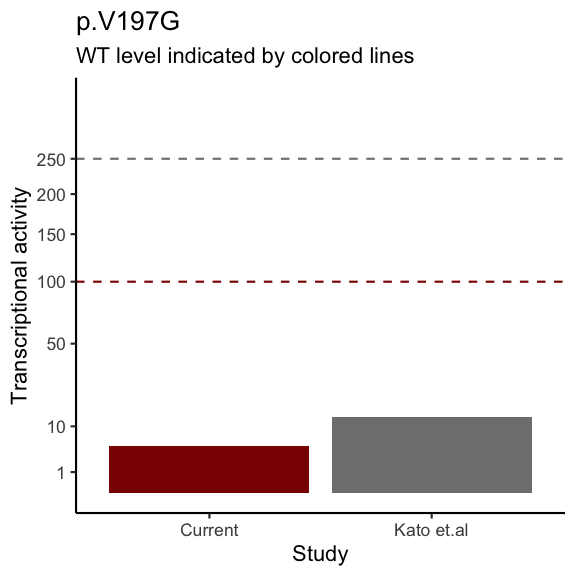 p.V197G
WT level indicated by colored lines
Transcriptional activity
250
200
150
100
50
10
1
Current
Kato et.al
Study